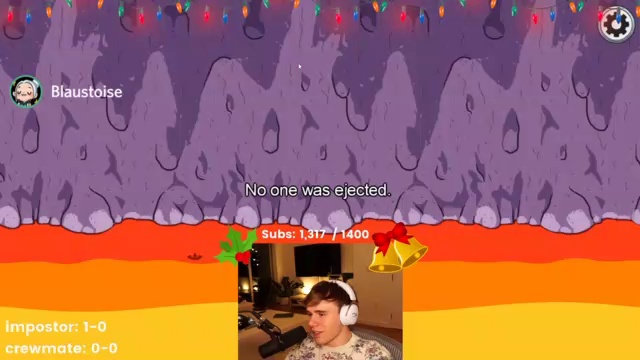 Blaustoise
No one was ejected.
Subs: 1,317 / 1400
impostor: 1-0
crewmate: 0-0